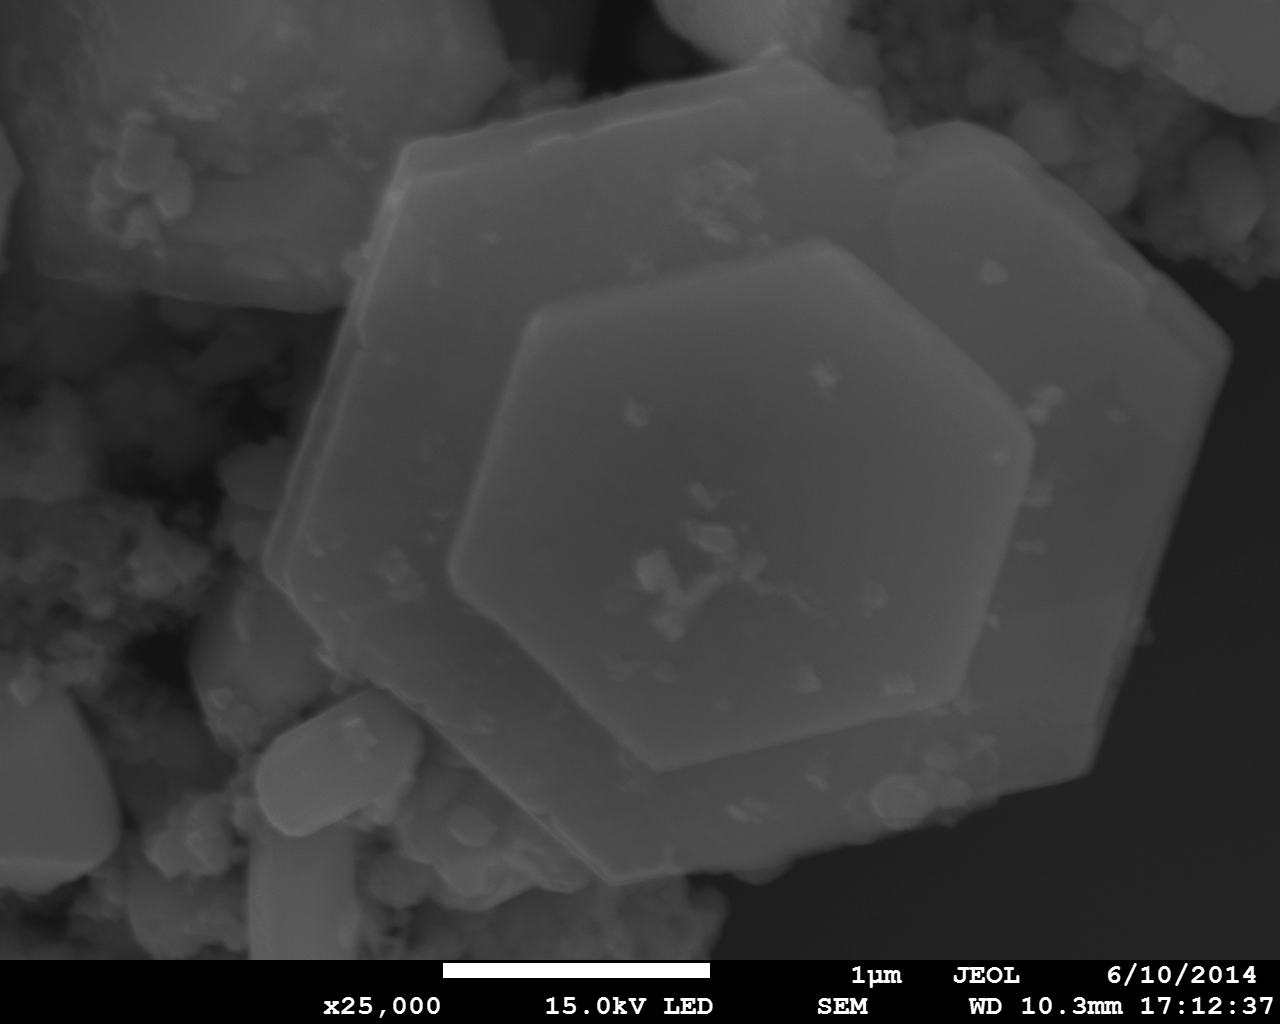 1µm JEOL 6/10/2014
x25,000 15.0kV LED SEM WD 10.3mm 17:12:37